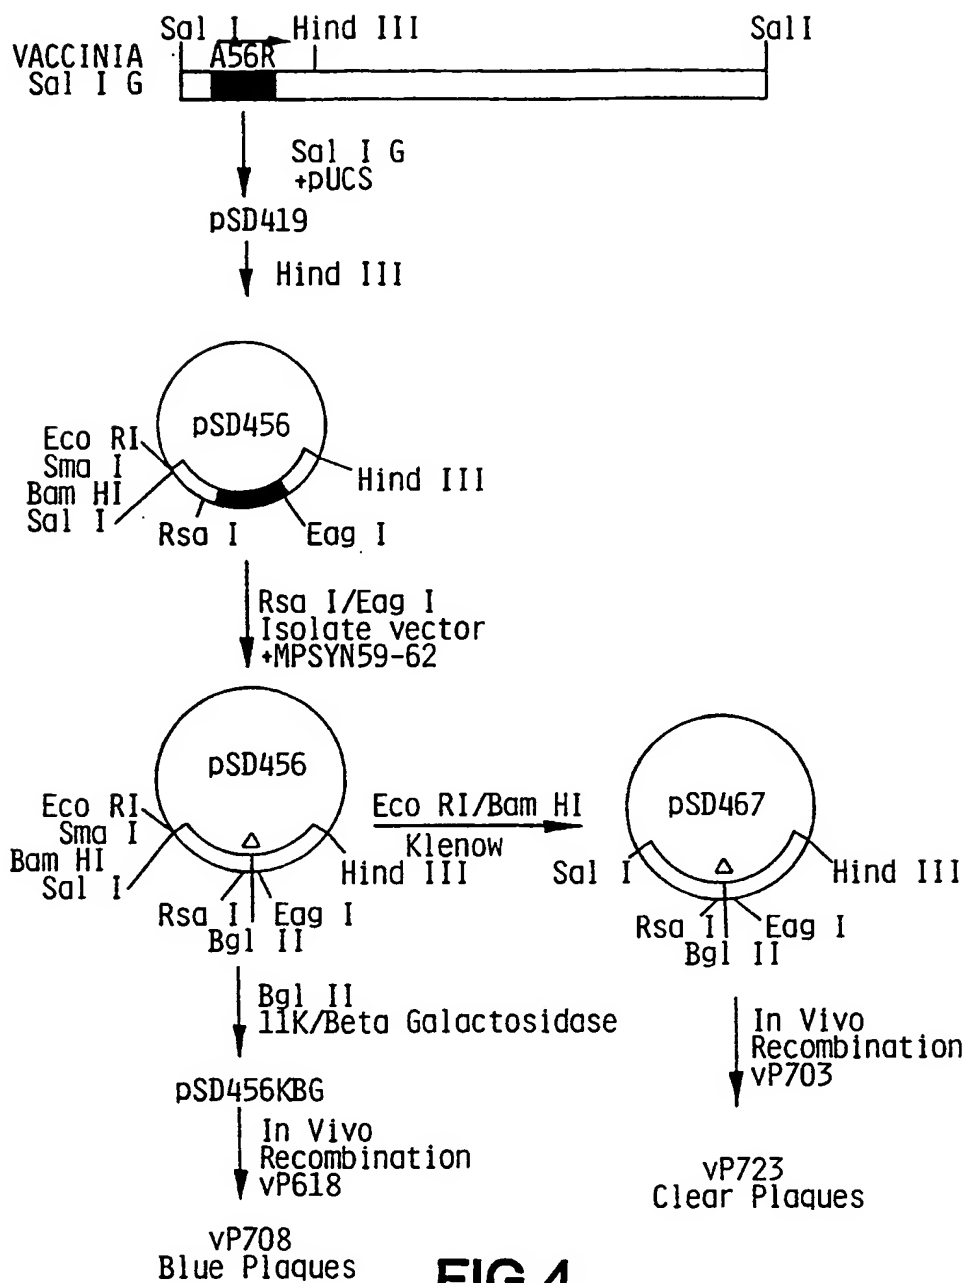 Sal I
Hind III
Sal I
VACCINIA
Sal I G
A56R
Sal I G
+pUCS
pSD419
Hind III
pSD456
Eco RI
Sma I
Bam HI
Sal I
Rsa I
Eag I
Hind III
Rsa I/Eag I
Isolate vector
+MPSYN59-62
pSD456
Eco RI
Sma I
Bam HI
Sal I
Rsa I
Eag I
Bgl II
Hind III
Eco RI/Bam HI
Klenow
pSD467
Sal I
Hind III
Rsa I
Eag I
Bgl II
Bgl II
11K/Beta Galactosidase
pSD456KBG
In Vivo
Recombination
vP618
vP708
Blue Plaques
In Vivo
Recombination
vP703
vP723
Clear Plaques
FIG.4